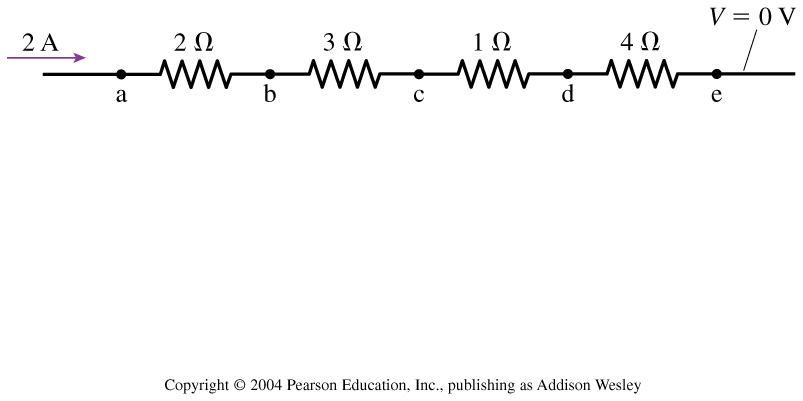 V = 0 V
2 A 2 Ω 3 Ω 1 Ω 4 Ω
a b c d e
Copyright © 2004 Pearson Education, Inc., publishing as Addison Wesley